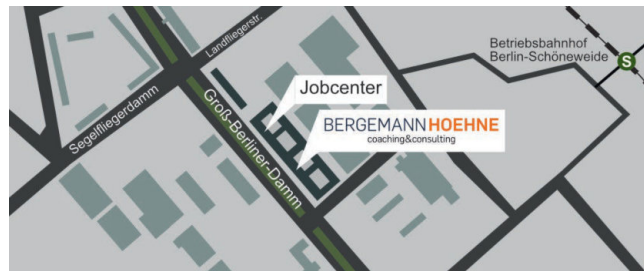 Landfliegerstr.
Betriebsbahnhof
Berlin-Schöneweide
S
Jobcenter
Segelfliegerdamm
Groß-Berliner-Damm
BERGEMANNHOEHNE
coaching&consulting